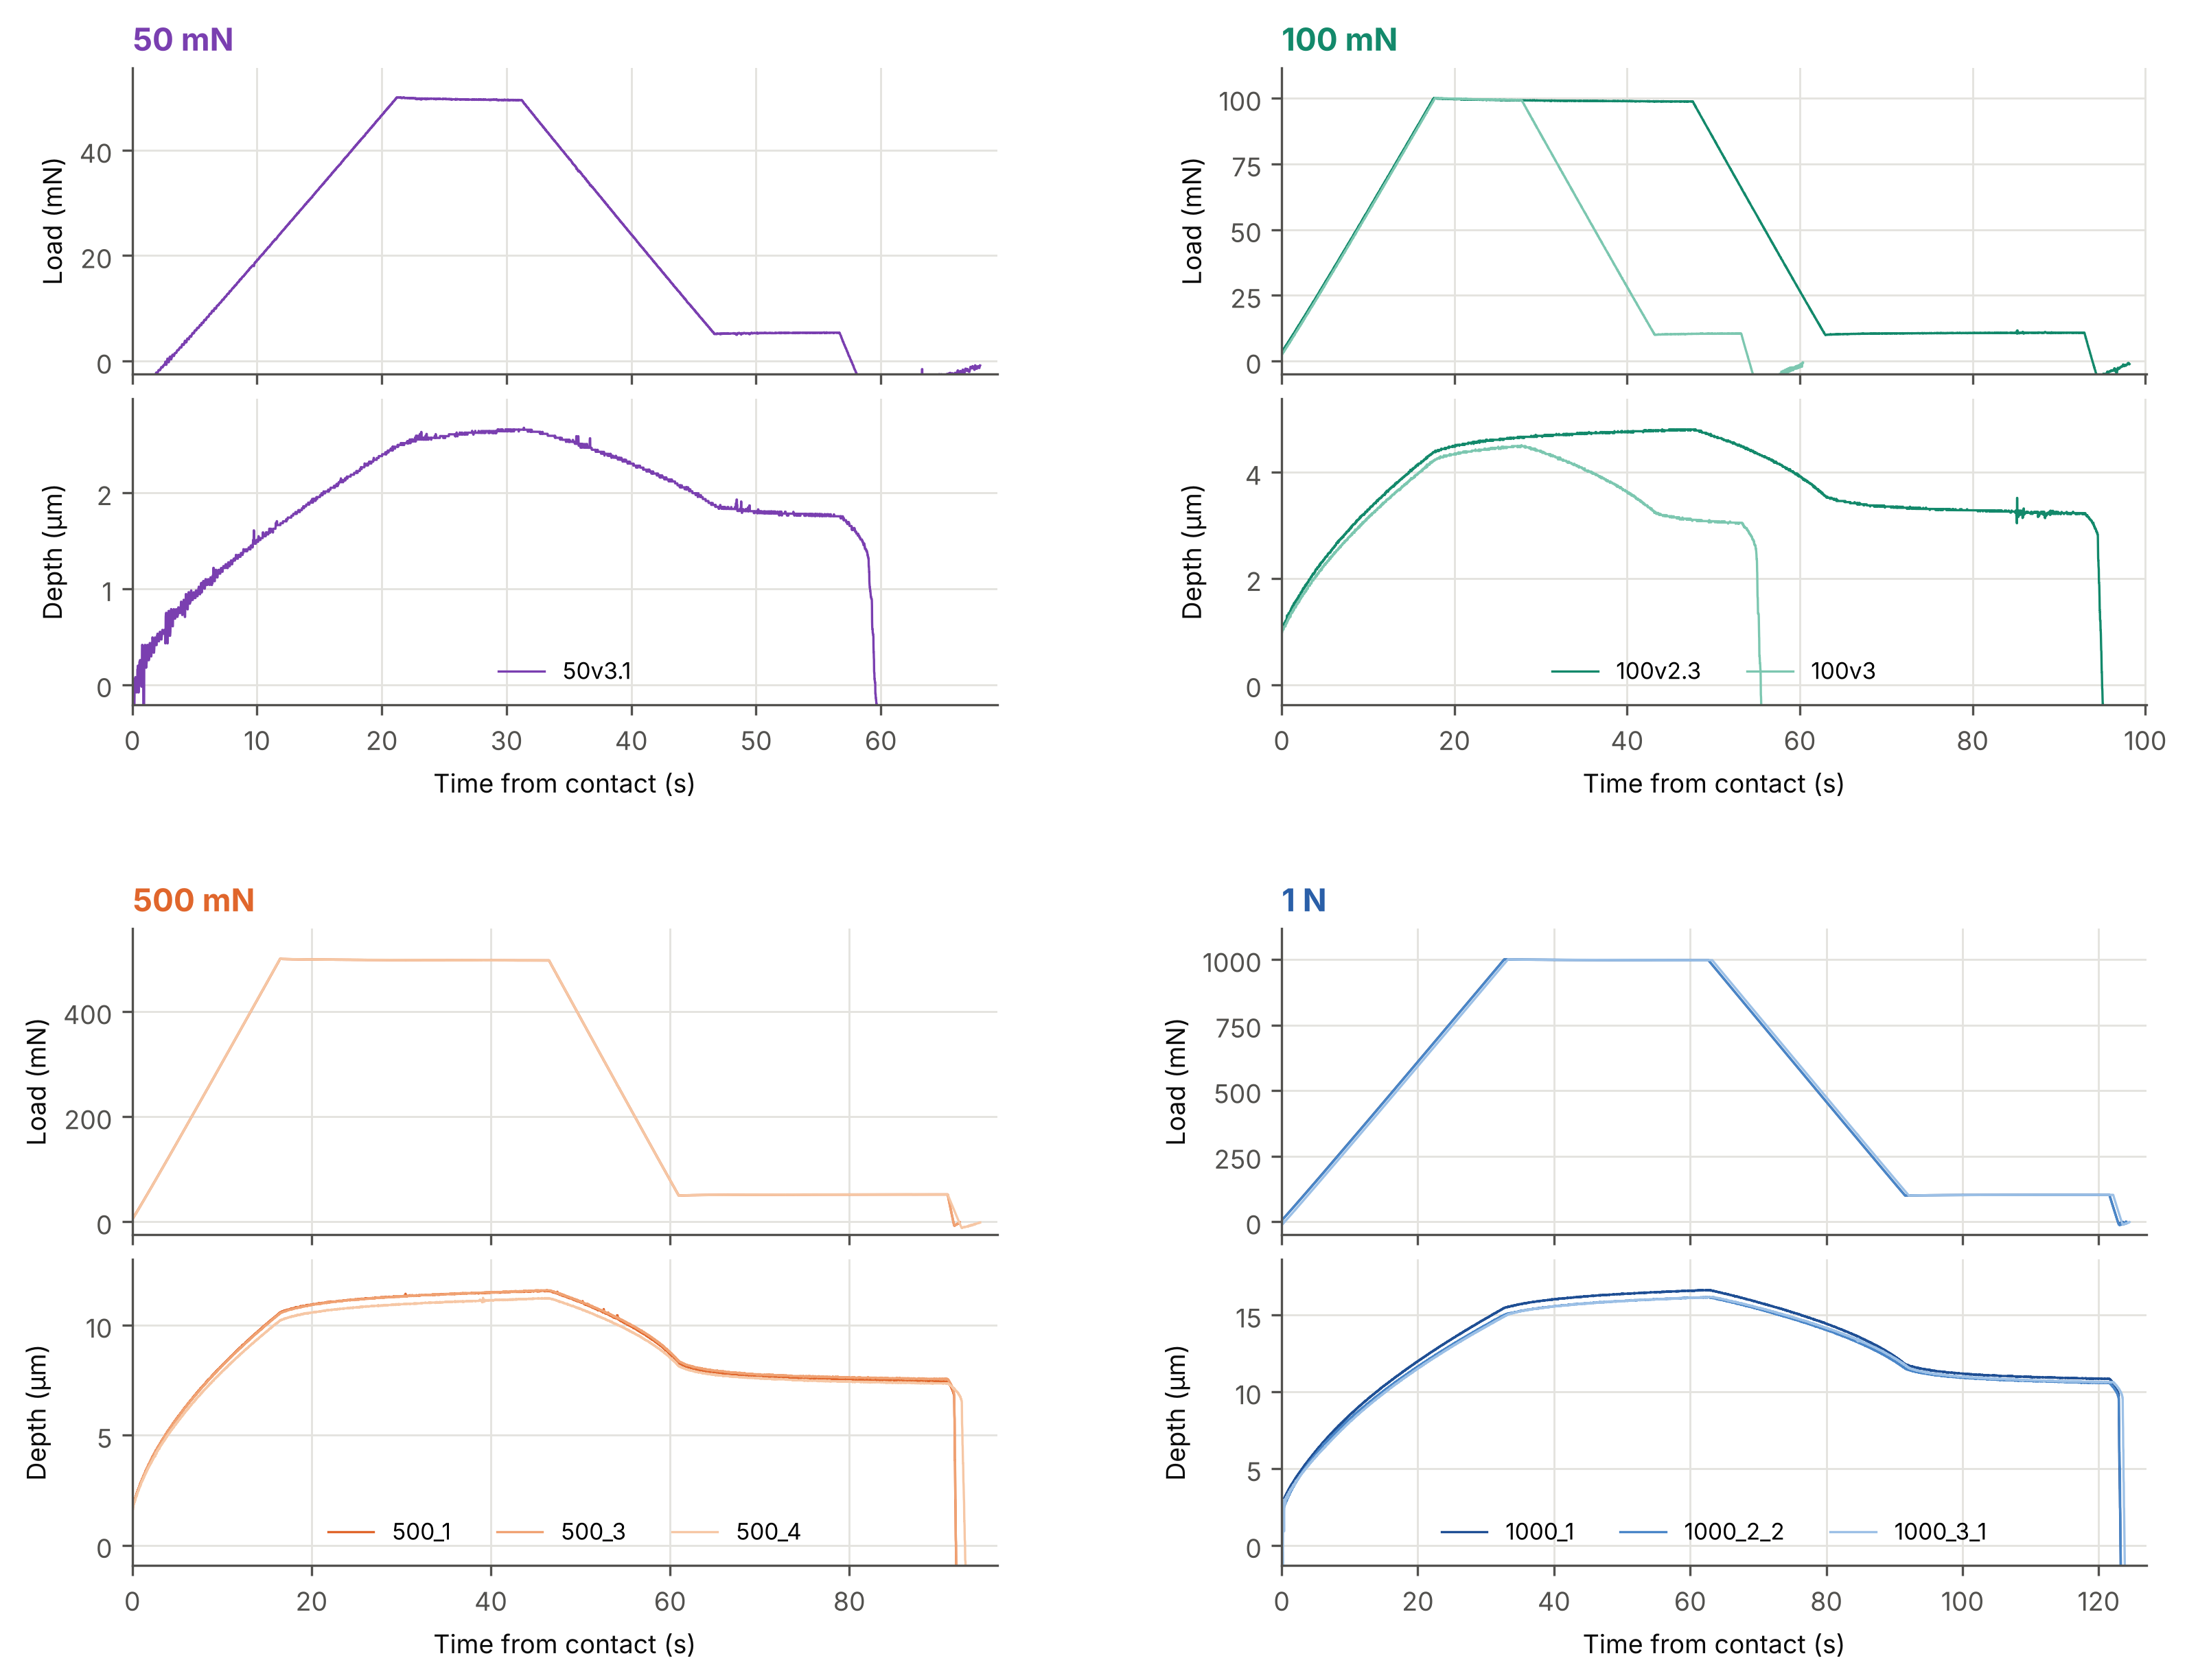 50 mN
Load (mN)
40
20
0
Depth (µm)
2
1
0
50v3.1
0 10 20 30 40 50 60
Time from contact (s)
100 mN
Load (mN)
100
75
50
25
0
Depth (µm)
4
2
0
100v2.3 100v3
0 20 40 60 80 100
Time from contact (s)
500 mN
Load (mN)
400
200
0
Depth (µm)
10
5
0
500_1 500_3 500_4
0 20 40 60 80
Time from contact (s)
1 N
Load (mN)
1000
750
500
250
0
Depth (µm)
15
10
5
0
1000_1 1000_2_2 1000_3_1
0 20 40 60 80 100 120
Time from contact (s)